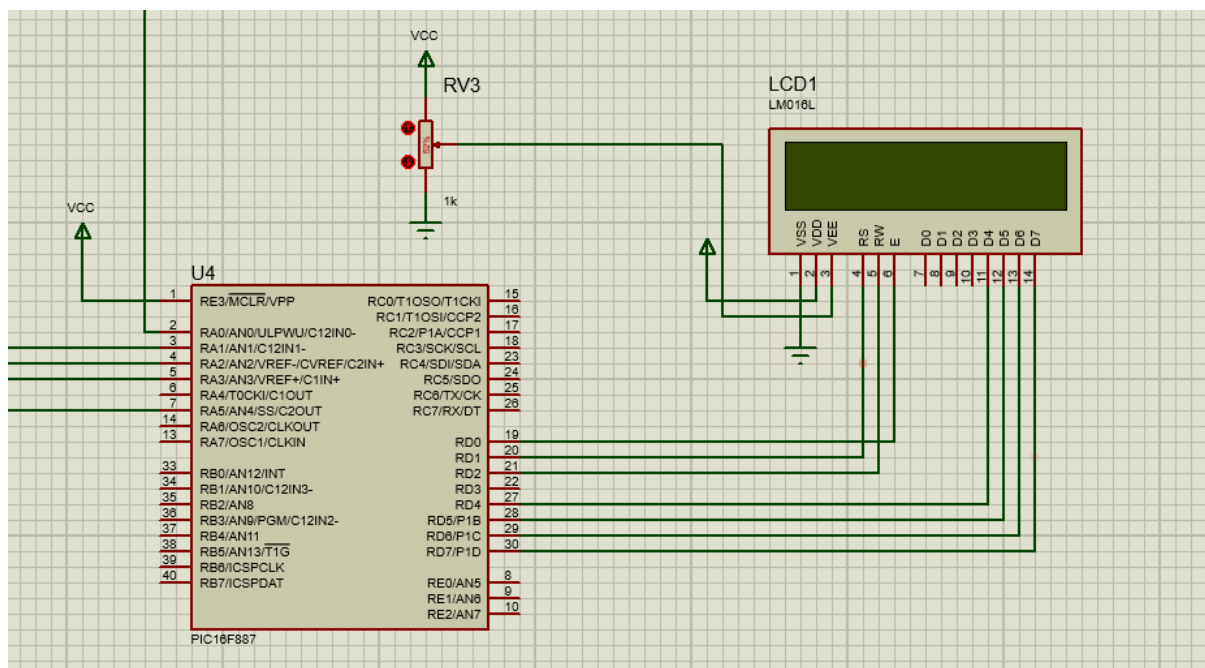 VCC
RV3
52%
1k
LCD1
LM016L
VSS
VDD
VEE
RS
RW
E
D0
D1
D2
D3
D4
D5
D6
D7
1
2
3
4
5
6
7
8
9
10
11
12
13
14
VCC
U4
1 RE3/MCLR/VPP
2 RA0/AN0/ULPWU/C12IN0-
3 RA1/AN1/C12IN1-
4 RA2/AN2/VREF-/CVREF/C2IN+
5 RA3/AN3/VREF+/C1IN+
6 RA4/T0CKI/C1OUT
7 RA5/AN4/SS/C2OUT
14 RA6/OSC2/CLKOUT
13 RA7/OSC1/CLKIN
33 RB0/AN12/INT
34 RB1/AN10/C12IN3-
35 RB2/AN8
36 RB3/AN9/PGM/C12IN2-
37 RB4/AN11
38 RB5/AN13/T1G
39 RB6/ICSPCLK
40 RB7/ICSPDAT
RC0/T1OSO/T1CKI 15
RC1/T1OSI/CCP2 16
RC2/P1A/CCP1 17
RC3/SCK/SCL 18
RC4/SDI/SDA 23
RC5/SDO 24
RC6/TX/CK 25
RC7/RX/DT 26
RD0 19
RD1 20
RD2 21
RD3 22
RD4 27
RD5/P1B 28
RD6/P1C 29
RD7/P1D 30
RE0/AN5 8
RE1/AN6 9
RE2/AN7 10
PIC16F887